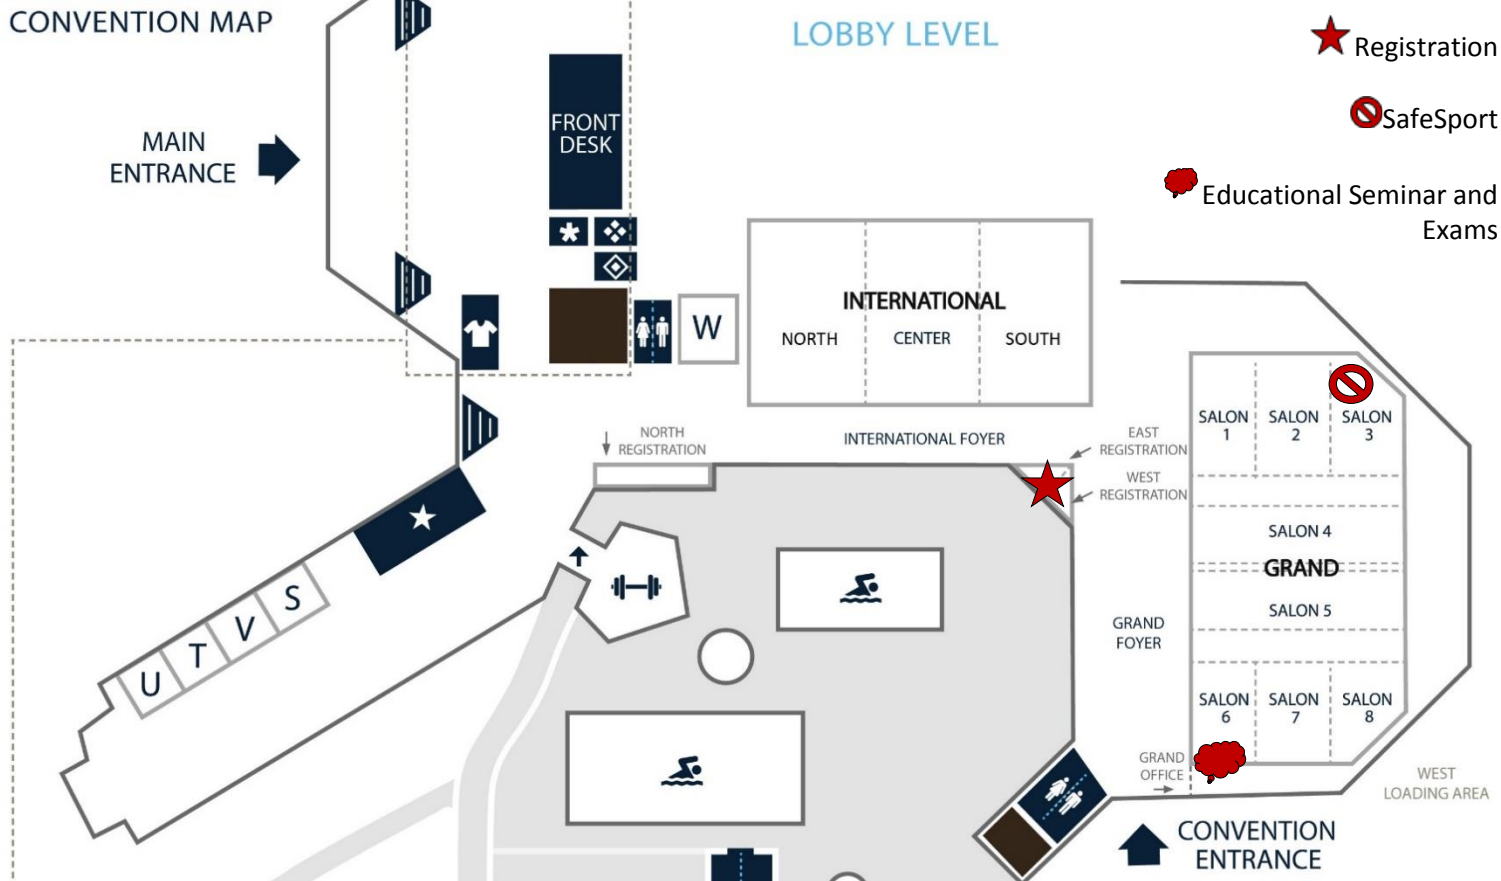 CONVENTION MAP
LOBBY LEVEL
Registration
SafeSport
Educational Seminar and
Exams
MAIN
ENTRANCE
FRONT
DESK
W
INTERNATIONAL
NORTH
CENTER
SOUTH
NORTH
REGISTRATION
INTERNATIONAL FOYER
EAST
REGISTRATION
WEST
REGISTRATION
SALON
1
SALON
2
SALON
3
SALON 4
GRAND
SALON 5
GRAND
FOYER
SALON
6
SALON
7
SALON
8
S
V
T
U
GRAND
OFFICE
WEST
LOADING AREA
CONVENTION
ENTRANCE